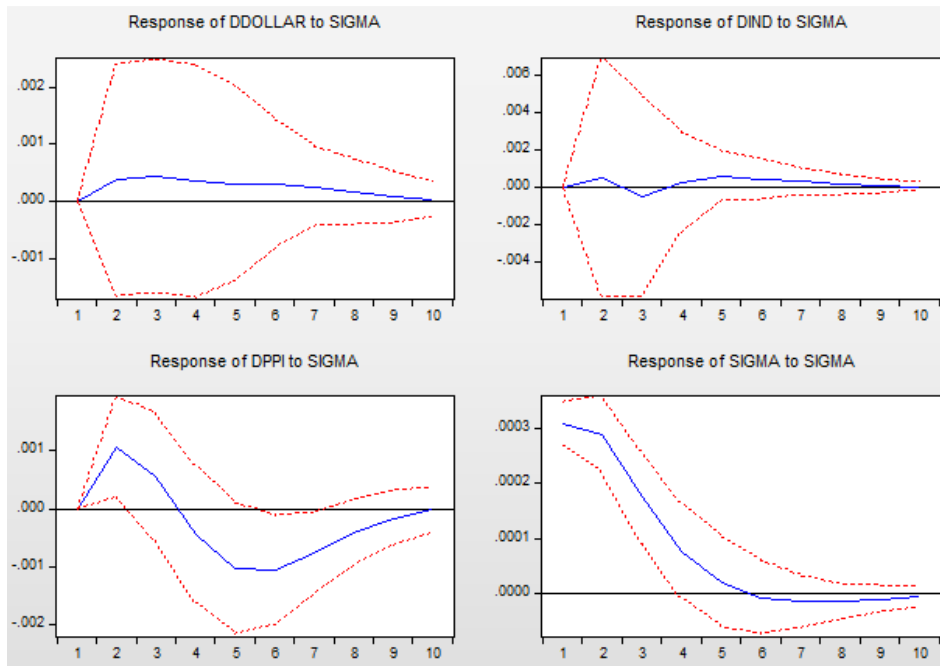 Response of DDOLLAR to SIGMA
.002
.001
.000
-.001
1 2 3 4 5 6 7 8 9 10
Response of DIND to SIGMA
.006
.004
.002
.000
-.002
-.004
1 2 3 4 5 6 7 8 9 10
Response of DPPI to SIGMA
.001
.000
-.001
-.002
1 2 3 4 5 6 7 8 9 10
Response of SIGMA to SIGMA
.0003
.0002
.0001
.0000
1 2 3 4 5 6 7 8 9 10